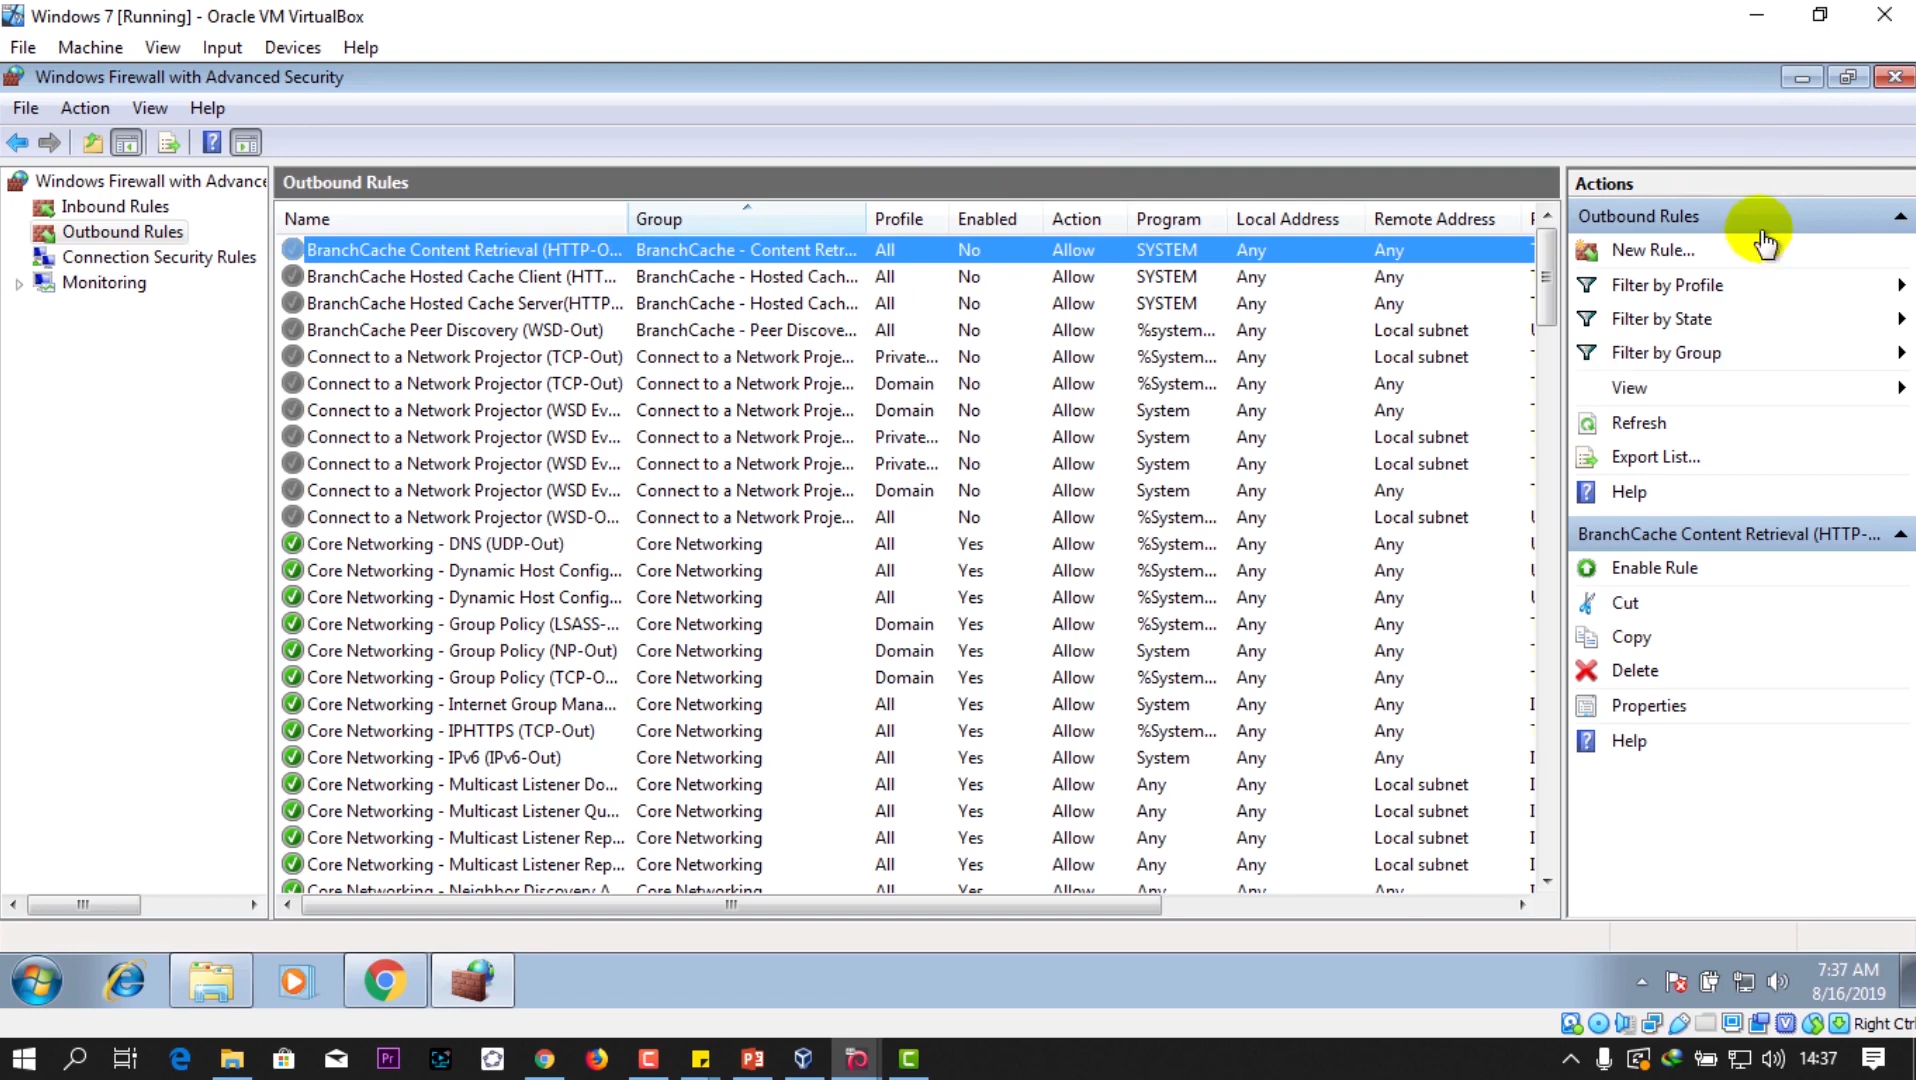 Windows 7 [Running] - Oracle VM VirtualBox
File Machine View Input Devices Help
Windows Firewall with Advanced Security
File Action View Help
Windows Firewall with Advance
Inbound Rules
Outbound Rules
Connection Security Rules
Monitoring
Outbound Rules
Name Group Profile Enabled Action Program Local Address Remote Address
BranchCache Content Retrieval (HTTP-O... BranchCache - Content Retr... All No Allow SYSTEM Any Any
BranchCache Hosted Cache Client (HTT... BranchCache - Hosted Cach... All No Allow SYSTEM Any Any
BranchCache Hosted Cache Server(HTTP... BranchCache - Hosted Cach... All No Allow SYSTEM Any Any
BranchCache Peer Discovery (WSD-Out) BranchCache - Peer Discove... All No Allow %system... Any Local subnet
Connect to a Network Projector (TCP-Out) Connect to a Network Proje... Private... No Allow %System... Any Local subnet
Connect to a Network Projector (TCP-Out) Connect to a Network Proje... Domain No Allow %System... Any Any
Connect to a Network Projector (WSD Ev... Connect to a Network Proje... Domain No Allow System Any Any
Connect to a Network Projector (WSD Ev... Connect to a Network Proje... Private... No Allow System Any Local subnet
Connect to a Network Projector (WSD Ev... Connect to a Network Proje... Private... No Allow System Any Local subnet
Connect to a Network Projector (WSD Ev... Connect to a Network Proje... Domain No Allow System Any Any
Connect to a Network Projector (WSD-O... Connect to a Network Proje... All No Allow %System... Any Local subnet
Core Networking - DNS (UDP-Out) Core Networking All Yes Allow %System... Any Any
Core Networking - Dynamic Host Config... Core Networking All Yes Allow %System... Any Any
Core Networking - Dynamic Host Config... Core Networking All Yes Allow %System... Any Any
Core Networking - Group Policy (LSASS-... Core Networking Domain Yes Allow %System... Any Any
Core Networking - Group Policy (NP-Out) Core Networking Domain Yes Allow System Any Any
Core Networking - Group Policy (TCP-O... Core Networking Domain Yes Allow %System... Any Any
Core Networking - Internet Group Mana... Core Networking All Yes Allow System Any Any
Core Networking - IPHTTPS (TCP-Out) Core Networking All Yes Allow %System... Any Any
Core Networking - IPv6 (IPv6-Out) Core Networking All Yes Allow System Any Any
Core Networking - Multicast Listener Do... Core Networking All Yes Allow Any Any Local subnet
Core Networking - Multicast Listener Qu... Core Networking All Yes Allow Any Any Local subnet
Core Networking - Multicast Listener Rep... Core Networking All Yes Allow Any Any Local subnet
Core Networking - Multicast Listener Rep... Core Networking All Yes Allow Any Any Local subnet
Core Networking - Neighbor Discovery A Core Networking All Yes Allow Any Any Any
Actions
Outbound Rules
New Rule...
Filter by Profile
Filter by State
Filter by Group
View
Refresh
Export List...
Help
BranchCache Content Retrieval (HTTP-...
Enable Rule
Cut
Copy
Delete
Properties
Help
7:37 AM
8/16/2019
Right Ctrl
14:37